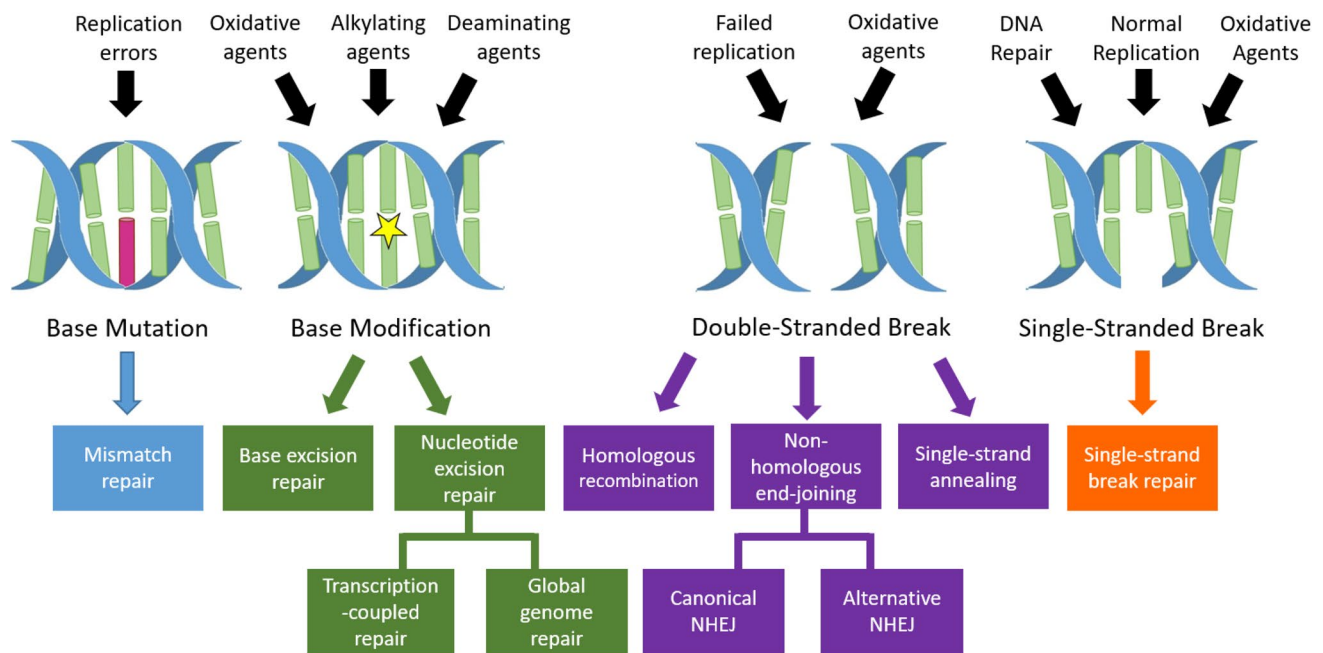 Replication
errors
Oxidative
agents
Alkylating
agents
Deaminating
agents
Failed
replication
Oxidative
agents
DNA
Repair
Normal
Replication
Oxidative
Agents
Base Mutation
Base Modification
Double-Stranded Break
Single-Stranded Break
Mismatch
repair
Base excision
repair
Nucleotide
excision
repair
Homologous
recombination
Non-
homologous
end-joining
Single-strand
annealing
Single-strand
break repair
Transcription
-coupled
repair
Global
genome
repair
Canonical
NHEJ
Alternative
NHEJ